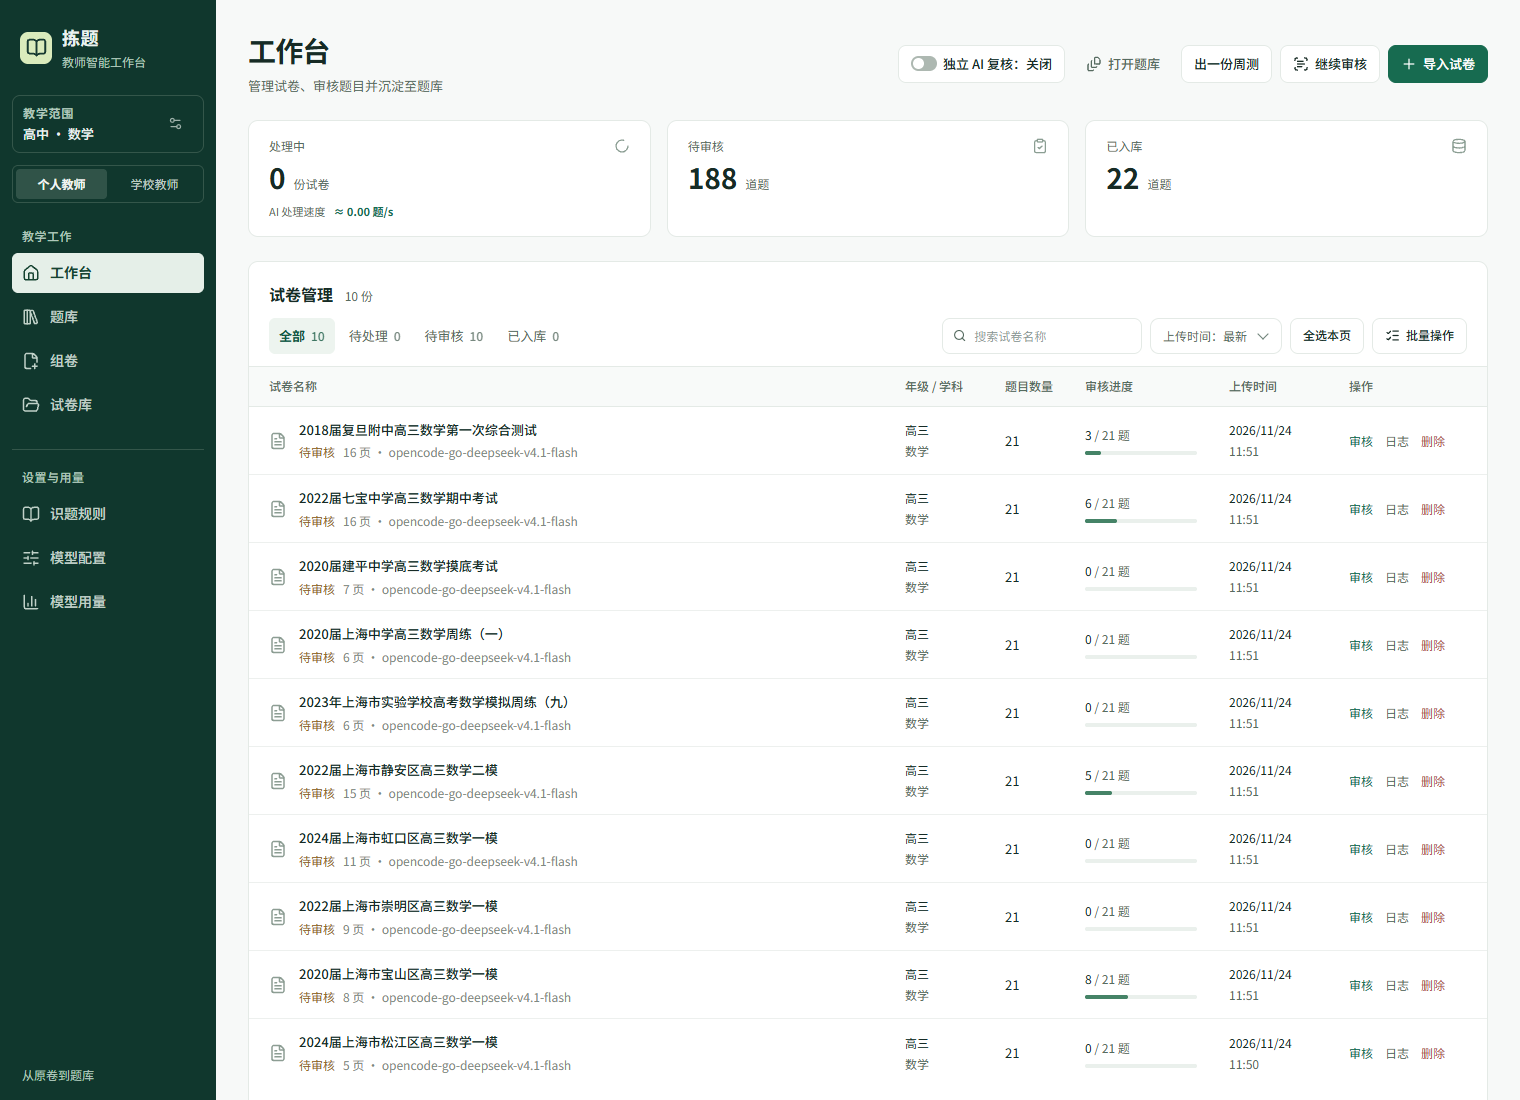 拣题
教师智能工作台
教学范围
高中 · 数学
个人教师 学校教师
教学工作
工作台
题库
组卷
试卷库
设置与用量
识题规则
模型配置
模型用量
从原卷到题库
工作台
管理试卷、审核题目并沉淀至题库
独立 AI 复核：关闭 打开题库 出一份周测 继续审核 导入试卷
处理中
0 份试卷
AI 处理速度 ≈ 0.00 题/s
待审核
188 道题
已入库
22 道题
试卷管理 10 份
全部 10 待处理 0 待审核 10 已入库 0
搜索试卷名称 上传时间：最新 全选本页 批量操作
试卷名称 年级 / 学科 题目数量 审核进度 上传时间 操作
2018届复旦附中高三数学第一次综合测试
待审核 16 页 · opencode-go-deepseek-v4.1-flash
高三
数学
21
3 / 21 题
2026/11/24
11:51
审核 日志 删除
2022届七宝中学高三数学期中考试
待审核 16 页 · opencode-go-deepseek-v4.1-flash
高三
数学
21
6 / 21 题
2026/11/24
11:51
审核 日志 删除
2020届建平中学高三数学摸底考试
待审核 7 页 · opencode-go-deepseek-v4.1-flash
高三
数学
21
0 / 21 题
2026/11/24
11:51
审核 日志 删除
2020届上海中学高三数学周练（一）
待审核 6 页 · opencode-go-deepseek-v4.1-flash
高三
数学
21
0 / 21 题
2026/11/24
11:51
审核 日志 删除
2023年上海市实验学校高考数学模拟周练（九）
待审核 6 页 · opencode-go-deepseek-v4.1-flash
高三
数学
21
0 / 21 题
2026/11/24
11:51
审核 日志 删除
2022届上海市静安区高三数学二模
待审核 15 页 · opencode-go-deepseek-v4.1-flash
高三
数学
21
5 / 21 题
2026/11/24
11:51
审核 日志 删除
2024届上海市虹口区高三数学一模
待审核 11 页 · opencode-go-deepseek-v4.1-flash
高三
数学
21
0 / 21 题
2026/11/24
11:51
审核 日志 删除
2022届上海市崇明区高三数学一模
待审核 9 页 · opencode-go-deepseek-v4.1-flash
高三
数学
21
0 / 21 题
2026/11/24
11:51
审核 日志 删除
2020届上海市宝山区高三数学一模
待审核 8 页 · opencode-go-deepseek-v4.1-flash
高三
数学
21
8 / 21 题
2026/11/24
11:51
审核 日志 删除
2024届上海市松江区高三数学一模
待审核 5 页 · opencode-go-deepseek-v4.1-flash
高三
数学
21
0 / 21 题
2026/11/24
11:50
审核 日志 删除